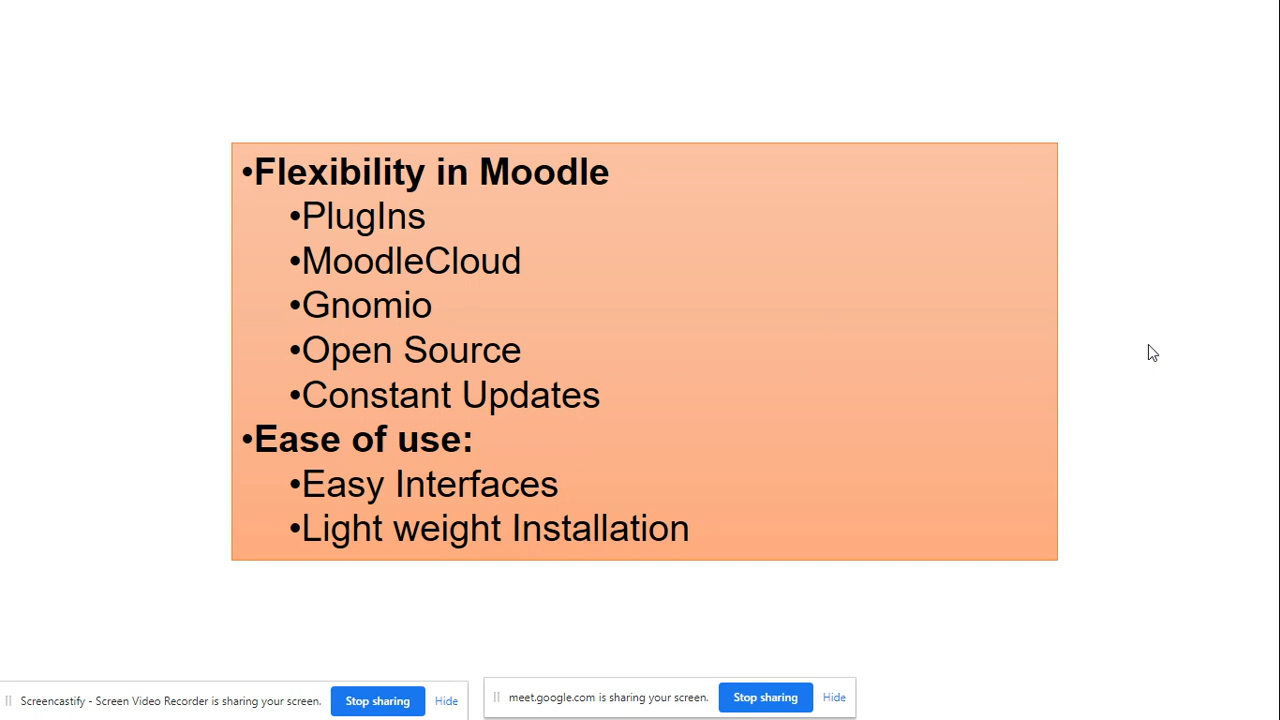 •Flexibility in Moodle
•PlugIns
•MoodleCloud
•Gnomio
•Open Source
•Constant Updates
•Ease of use:
•Easy Interfaces
•Light weight Installation
Screencastify - Screen Video Recorder is sharing your screen. Stop sharing Hide
meet.google.com is sharing your screen. Stop sharing Hide